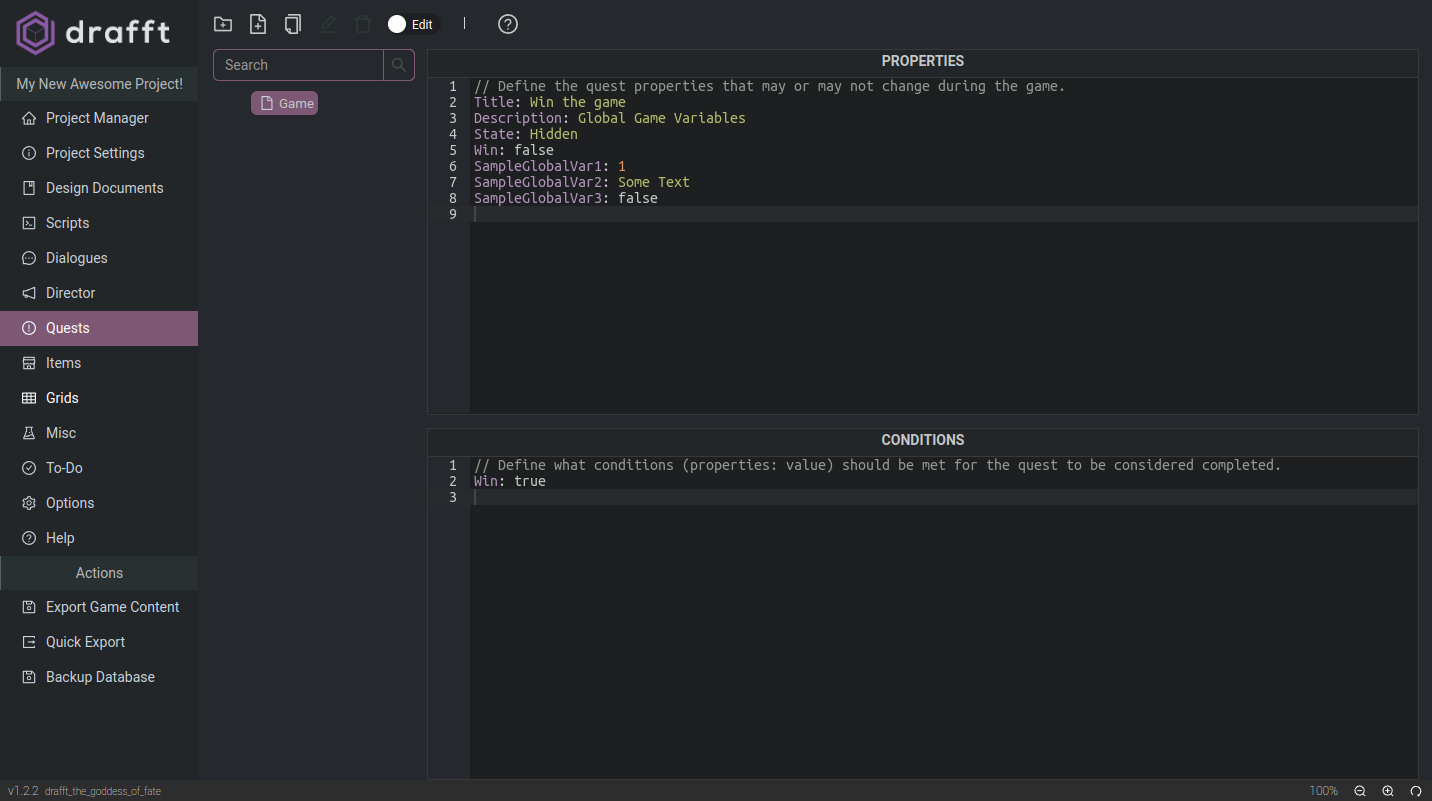 drafft
My New Awesome Project!
Project Manager
Project Settings
Design Documents
Scripts
Dialogues
Director
Quests
Items
Grids
Misc
To-Do
Options
Help
Actions
Export Game Content
Quick Export
Backup Database
Edit
Search
Game
PROPERTIES
1 // Define the quest properties that may or may not change during the game.
2 Title: Win the game
3 Description: Global Game Variables
4 State: Hidden
5 Win: false
6 SampleGlobalVar1: 1
7 SampleGlobalVar2: Some Text
8 SampleGlobalVar3: false
9
CONDITIONS
1 // Define what conditions (properties: value) should be met for the quest to be considered completed.
2 Win: true
3
v1.2.2 drafft_the_goddess_of_fate
100%